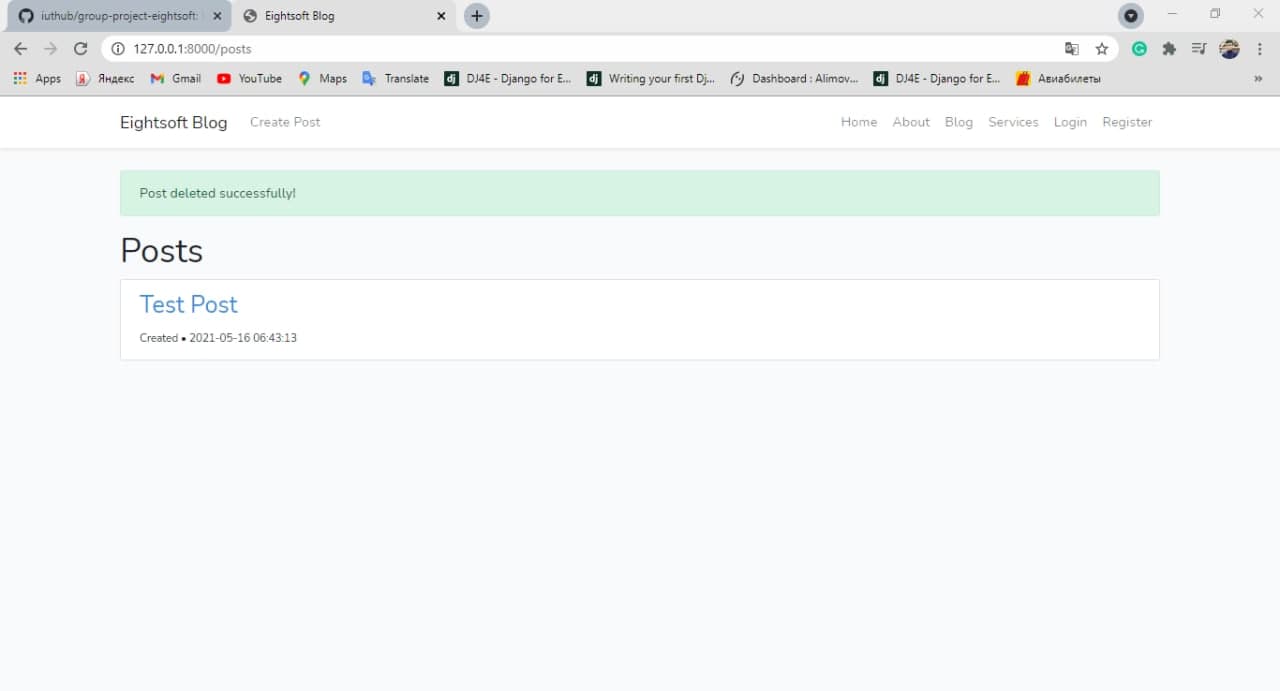 iuthub/group-project-eightsoft:
Eightsoft Blog
127.0.0.1:8000/posts
Apps
Яндекс
Gmail
YouTube
Maps
Translate
DJ4E - Django for E...
Writing your first Dj...
Dashboard : Alimov...
DJ4E - Django for E...
Авиабилеты
Eightsoft Blog
Create Post
Home
About
Blog
Services
Login
Register
Post deleted successfully!
Posts
Test Post
Created • 2021-05-16 06:43:13